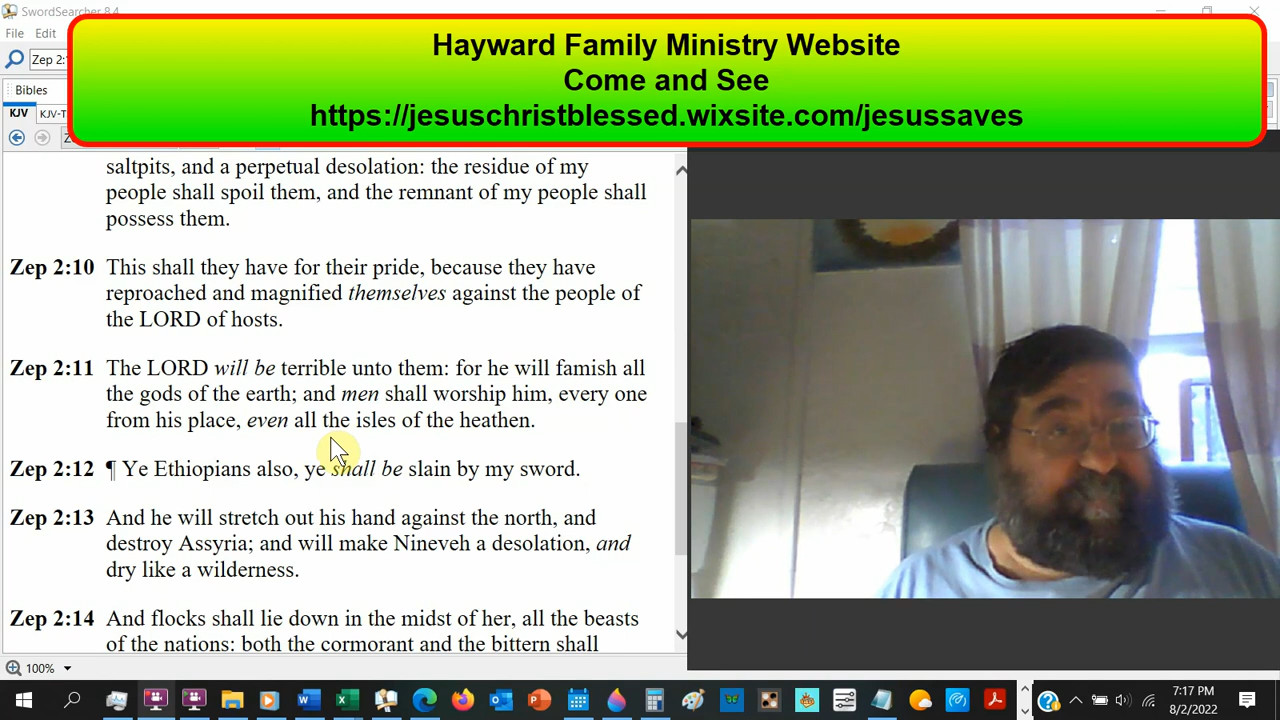 SwordSearcher 8.4
File Edit
Hayward Family Ministry Website
Come and See
https://jesuschristblessed.wixsite.com/jesussaves
Zep 2:
Bibles
KJV KJV-T
Z
saltpits, and a perpetual desolation: the residue of my
people shall spoil them, and the remnant of my people shall
possess them.
Zep 2:10 This shall they have for their pride, because they have
reproached and magnified themselves against the people of
the LORD of hosts.
Zep 2:11 The LORD will be terrible unto them: for he will famish all
the gods of the earth; and men shall worship him, every one
from his place, even all the isles of the heathen.
Zep 2:12 ¶ Ye Ethiopians also, ye shall be slain by my sword.
Zep 2:13 And he will stretch out his hand against the north, and
destroy Assyria; and will make Nineveh a desolation, and
dry like a wilderness.
Zep 2:14 And flocks shall lie down in the midst of her, all the beasts
of the nations: both the cormorant and the bittern shall
100%
7:17 PM
8/2/2022